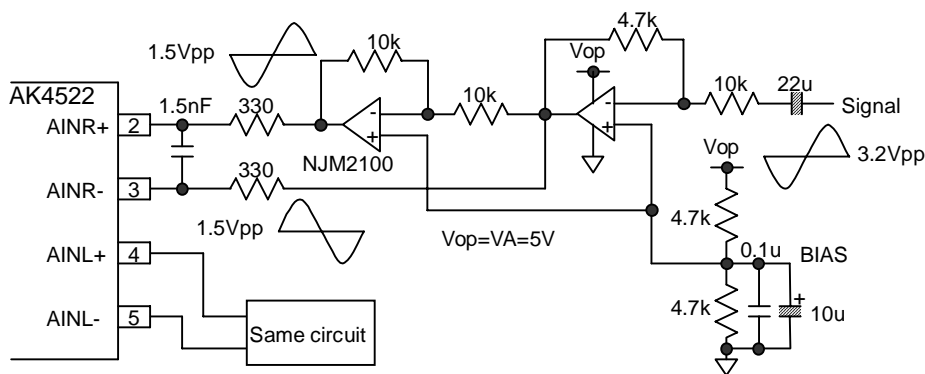 4.7k
10k
Vop
22u
1.5Vpp
10k
10k
AK4522
1.5nF
330
-
-
Signal
AINR+
2
+
+
NJM2100
Vop
3.2Vpp
330
AINR-
3
4.7k
1.5Vpp
Vop=VA=5V
AINL+
4
0.1u
BIAS
4.7k
+
10u
AINL-
5
Same circuit